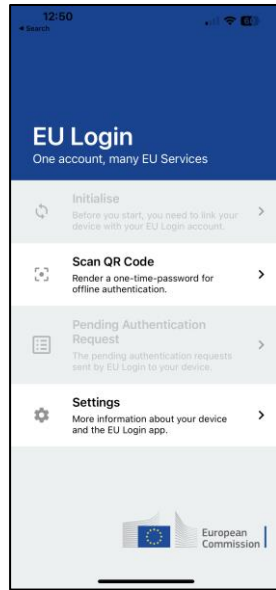 12:50
◄ Search
EU Login
One account, many EU Services
Initialise
Before you start, you need to link your
device with your EU Login account.
Scan QR Code
Render a one-time-password for
offline authentication.
Pending Authentication
Request
The pending authentication requests
sent by EU Login to your device.
Settings
More information about your device
and the EU Login app.
European
Commission